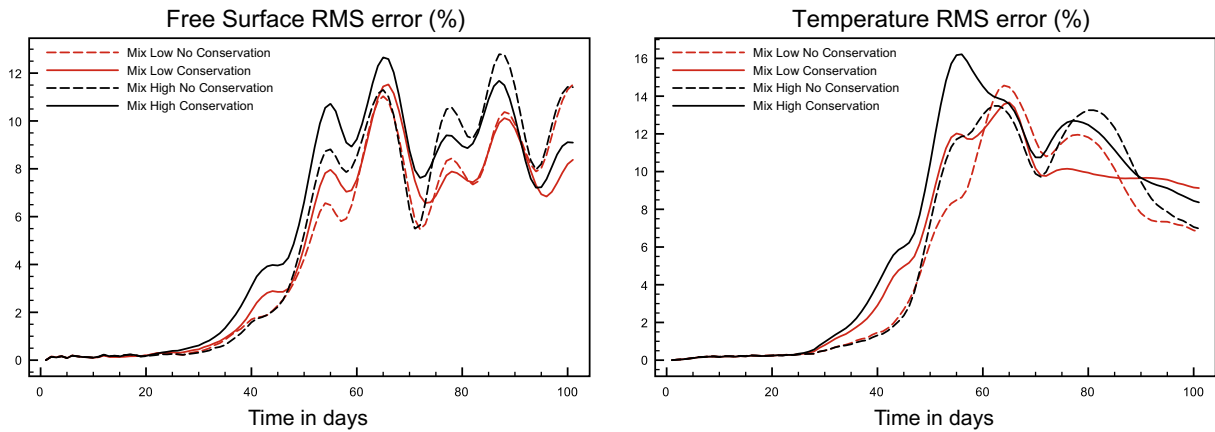 Free Surface RMS error (%)
Mix Low No Conservation
Mix Low Conservation
Mix High No Conservation
Mix High Conservation
12
10
8
6
4
2
0
0
20
40
60
80
100
Time in days
Temperature RMS error (%)
Mix Low No Conservation
Mix Low Conservation
Mix High No Conservation
Mix High Conservation
16
14
12
10
8
6
4
2
0
0
20
40
60
80
100
Time in days